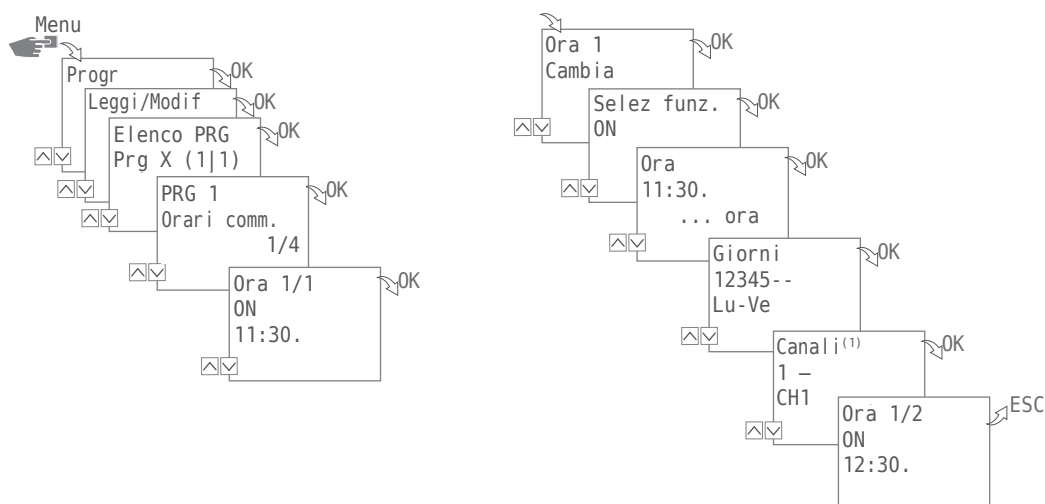 Menu
Progr
OK
Leggi/Modif
OK
Elenco PRG
Prg X (1|1)
OK
PRG 1
Orari comm.
1/4
OK
Ora 1/1
ON
11:30.
OK
Ora 1
Cambia
OK
Selez funz.
ON
OK
Ora
11:30.
... ora
OK
Giorni
12345--
Lu-Ve
OK
Canali(1)
1 –
CH1
OK
Ora 1/2
ON
12:30.
ESC